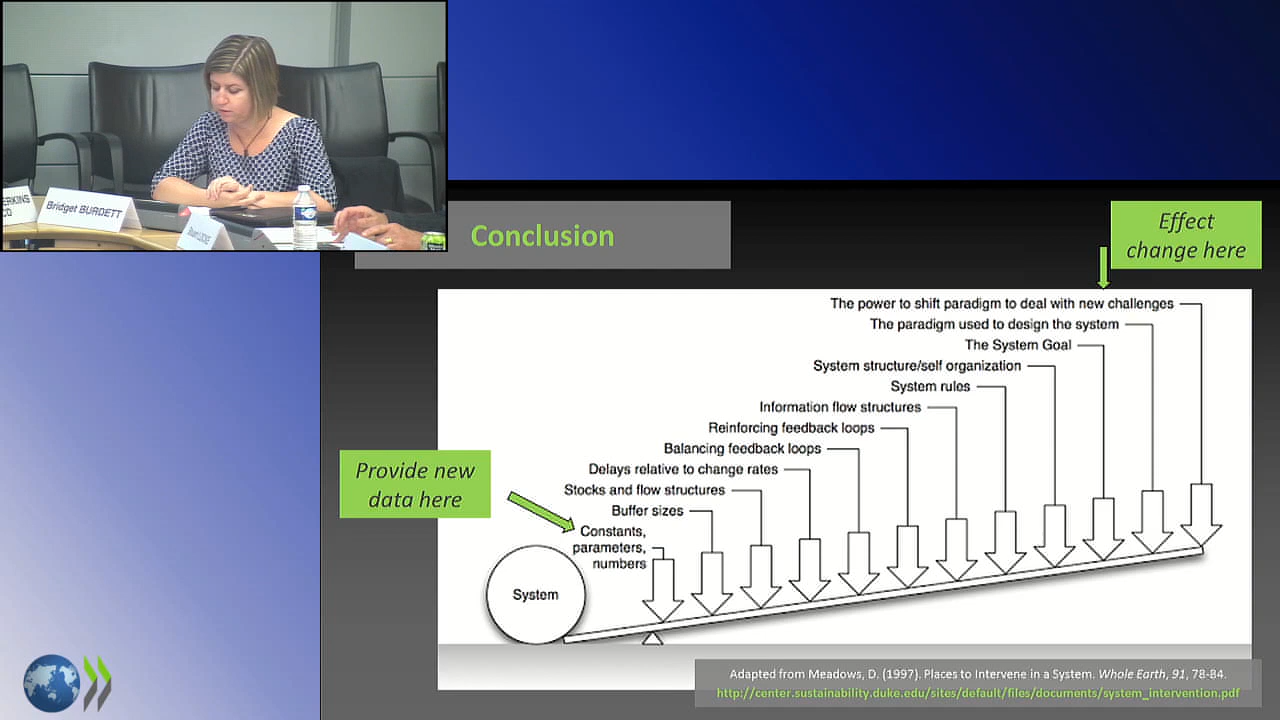 ERKINS
CO
Bridget BURDETT
Stuart LOCKE
Conclusion
Effect
change here
The power to shift paradigm to deal with new challenges
The paradigm used to design the system
The System Goal
System structure/self organization
System rules
Information flow structures
Reinforcing feedback loops
Balancing feedback loops
Delays relative to change rates
Stocks and flow structures
Buffer sizes
Constants,
parameters,
numbers
Provide new
data here
System
Adapted from Meadows, D. (1997). Places to Intervene in a System. Whole Earth, 91, 78-84.
http://center.sustainability.duke.edu/sites/default/files/documents/system_intervention.pdf